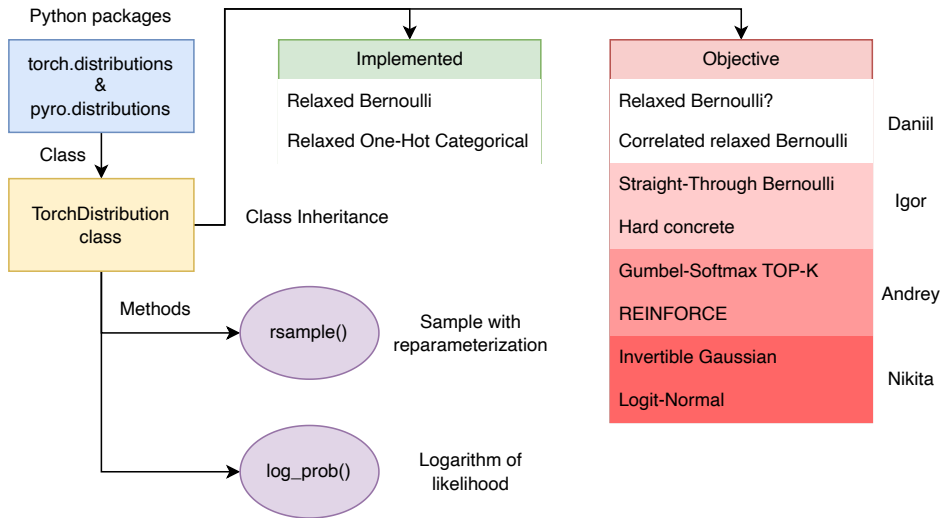 Python packages
torch.distributions
&
pyro.distributions
Class
TorchDistribution
class
Class Inheritance
Methods
rsample()
Sample with
reparameterization
log_prob()
Logarithm of
likelihood
Implemented
Relaxed Bernoulli
Relaxed One-Hot Categorical
Objective
Relaxed Bernoulli?
Correlated relaxed Bernoulli
Daniil
Straight-Through Bernoulli
Hard concrete
Igor
Gumbel-Softmax TOP-K
REINFORCE
Andrey
Invertible Gaussian
Logit-Normal
Nikita